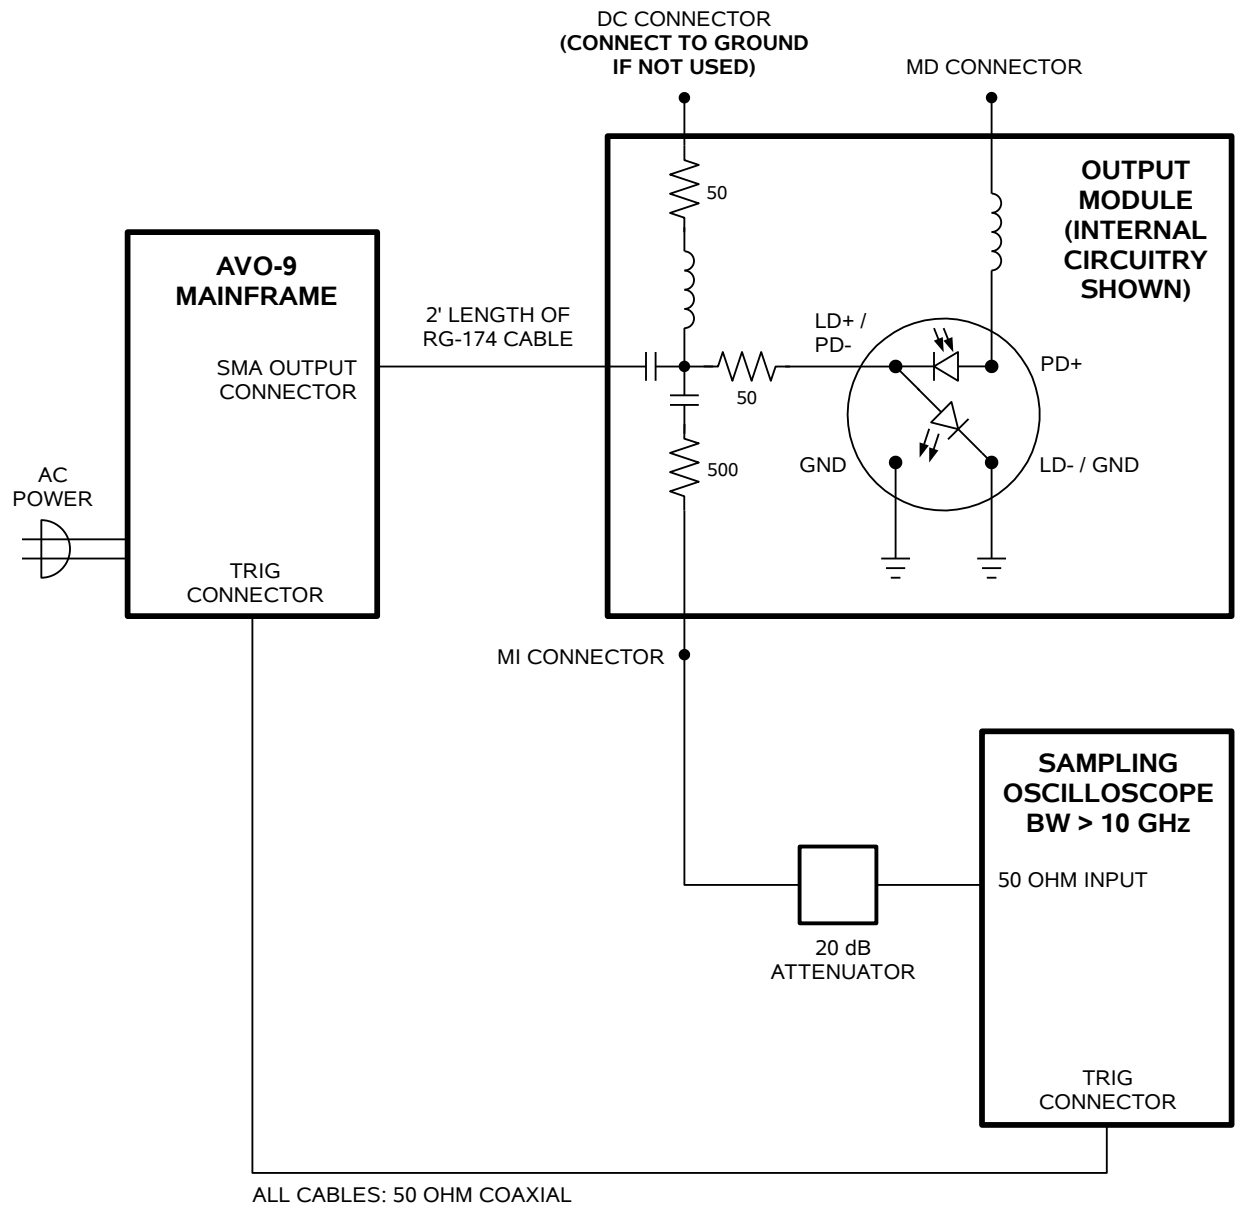 DC CONNECTOR
(CONNECT TO GROUND
IF NOT USED)
MD CONNECTOR
OUTPUT
MODULE
(INTERNAL
CIRCUITRY
SHOWN)
50
AVO-9
MAINFRAME
2' LENGTH OF
RG-174 CABLE
LD+ /
PD-
SMA OUTPUT
CONNECTOR
PD+
50
500
GND
LD- / GND
AC
POWER
TRIG
CONNECTOR
MI CONNECTOR
SAMPLING
OSCILLOSCOPE
BW > 10 GHz
50 OHM INPUT
20 dB
ATTENUATOR
TRIG
CONNECTOR
ALL CABLES: 50 OHM COAXIAL